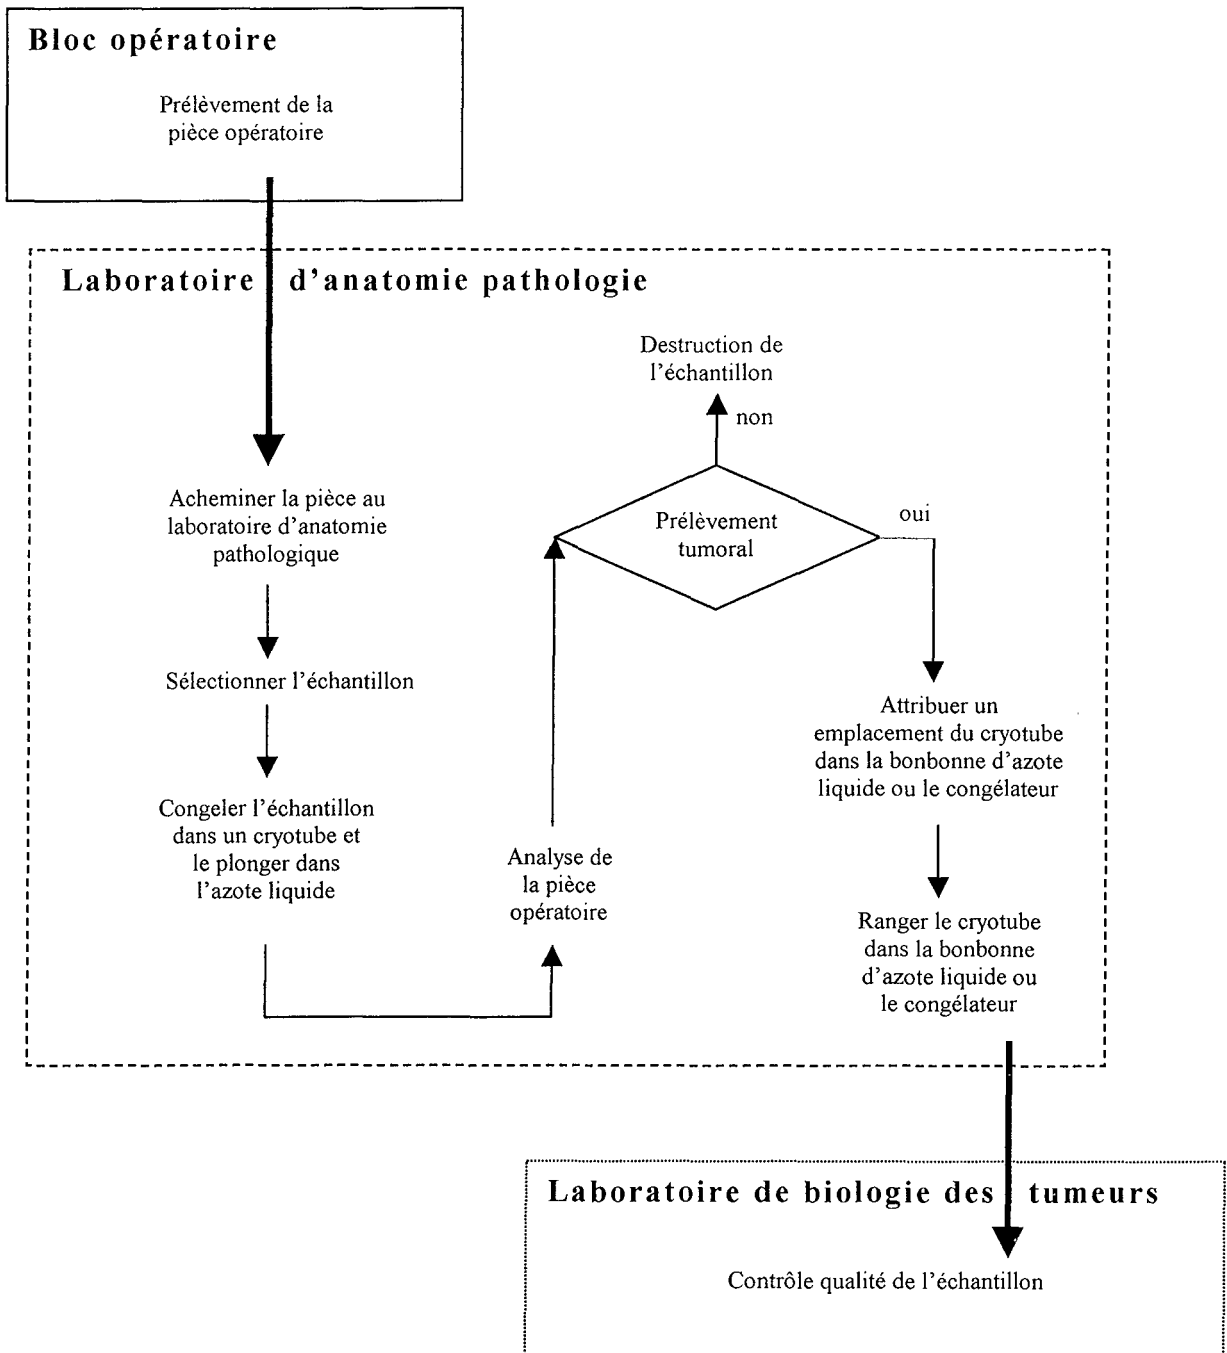 Bloc opératoire
Prélèvement de la
pièce opératoire
Laboratoire d'anatomie pathologie
Destruction de
l'échantillon
non
Acheminer la pièce au
laboratoire d'anatomie
pathologique
Prélèvement
tumoral
oui
Sélectionner l'échantillon
Congeler l'échantillon
dans un cryotube et
le plonger dans
l'azote liquide
Analyse de
la pièce
opératoire
Attribuer un
emplacement du cryotube
dans la bonbonne d'azote
liquide ou le congélateur
Ranger le cryotube
dans la bonbonne
d'azote liquide ou
le congélateur
Laboratoire de biologie des tumeurs
Contrôle qualité de l'échantillon